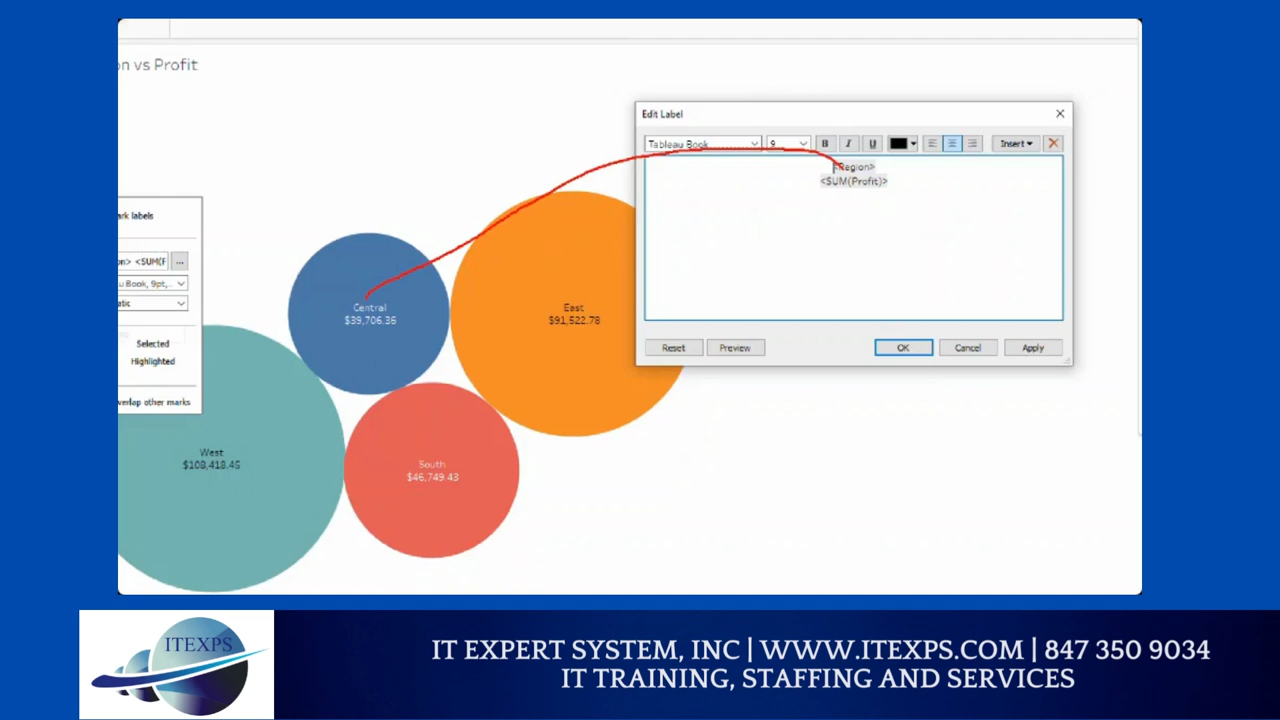 on vs Profit
Edit Label
Tableau Book
9
B I U
Insert
<Region>
<SUM(Profit)>
Reset
Preview
OK
Cancel
Apply
ark labels
on> <SUM(F
...
u Book, 9pt,..
atic
Selected
Highlighted
verlap other marks
Central
$39,706.36
East
$91,522.78
West
$108,418.45
South
$46,749.43
ITEXPS
IT EXPERT SYSTEM, INC | WWW.ITEXPS.COM | 847 350 9034
IT TRAINING, STAFFING AND SERVICES